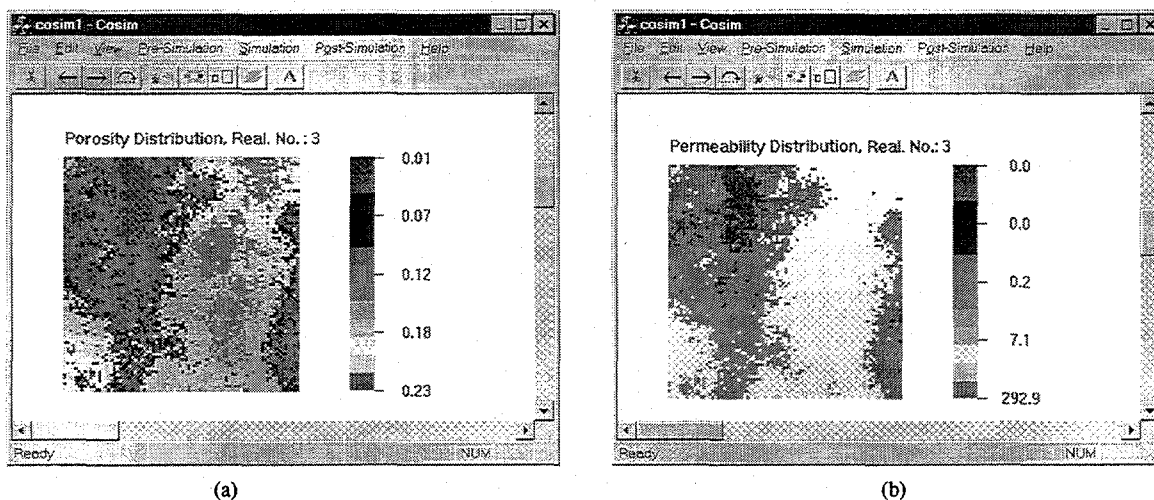 cosim1 - Cosim
File Edit View Pre-Simulation Simulation Post-Simulation Help
A
Porosity Distribution, Real. No.: 3
0.01
0.07
0.12
0.18
0.23
Ready NUM
(a)
cosim1 - Cosim
File Edit View Pre-Simulation Simulation Post-Simulation Help
A
Permeability Distribution, Real. No.: 3
0.0
0.0
0.2
7.1
292.9
Ready NUM
(b)